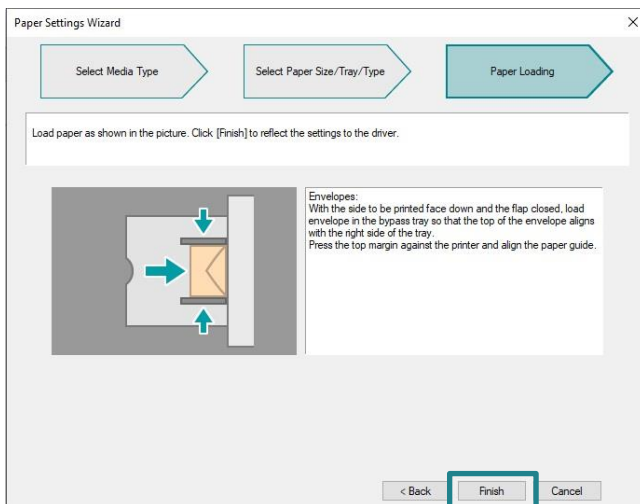 Paper Settings Wizard
Select Media Type
Select Paper Size/Tray/Type
Paper Loading
Load paper as shown in the picture. Click [Finish] to reflect the settings to the driver.
Envelopes:
With the side to be printed face down and the flap closed, load
envelope in the bypass tray so that the top of the envelope aligns
with the right side of the tray.
Press the top margin against the printer and align the paper guide.
< Back
Finish
Cancel